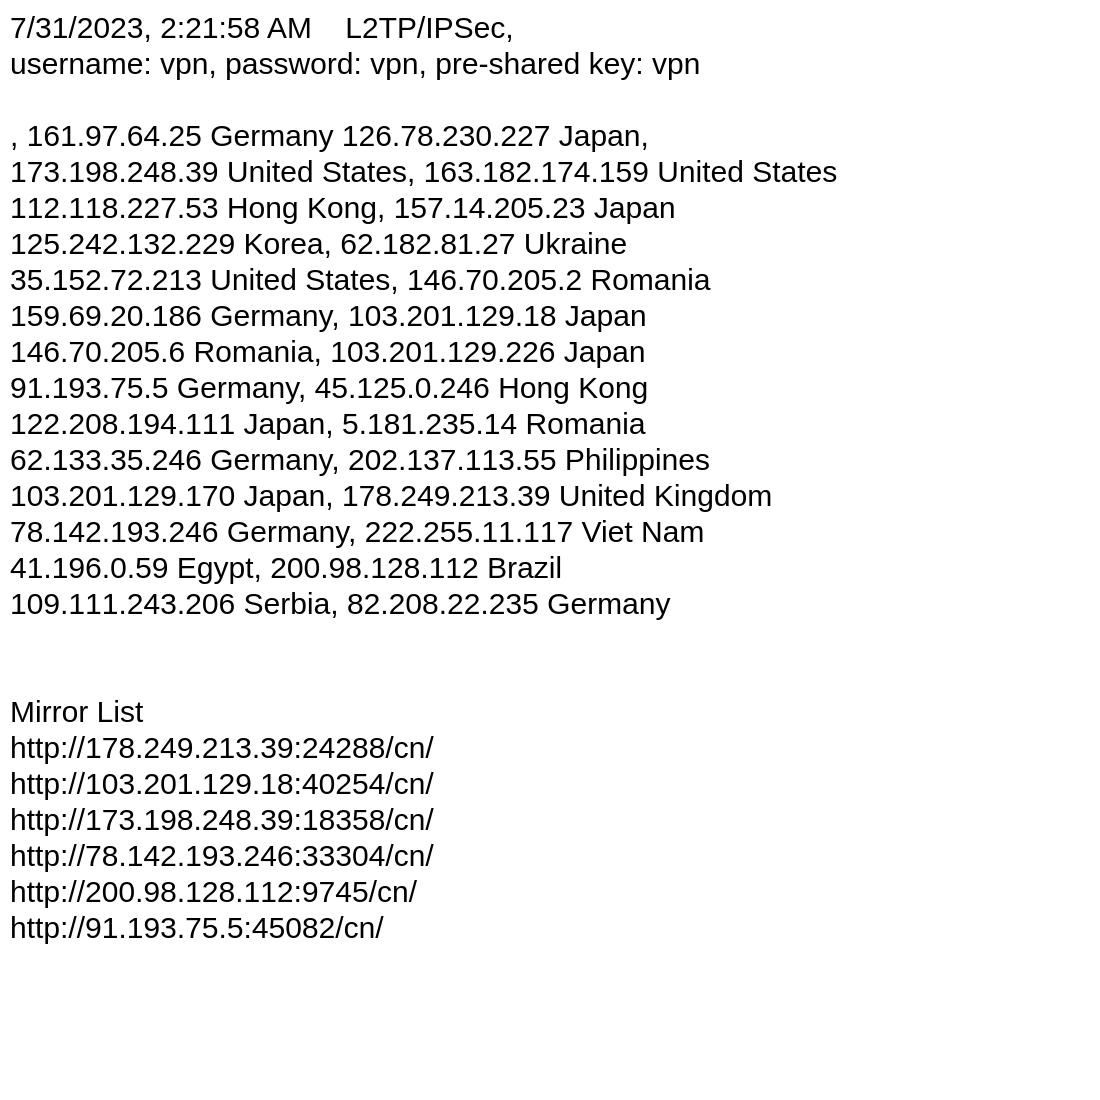 7/31/2023, 2:21:58 AM    L2TP/IPSec,
username: vpn, password: vpn, pre-shared key: vpn
, 161.97.64.25 Germany 126.78.230.227 Japan,
173.198.248.39 United States, 163.182.174.159 United States
112.118.227.53 Hong Kong, 157.14.205.23 Japan
125.242.132.229 Korea, 62.182.81.27 Ukraine
35.152.72.213 United States, 146.70.205.2 Romania
159.69.20.186 Germany, 103.201.129.18 Japan
146.70.205.6 Romania, 103.201.129.226 Japan
91.193.75.5 Germany, 45.125.0.246 Hong Kong
122.208.194.111 Japan, 5.181.235.14 Romania
62.133.35.246 Germany, 202.137.113.55 Philippines
103.201.129.170 Japan, 178.249.213.39 United Kingdom
78.142.193.246 Germany, 222.255.11.117 Viet Nam
41.196.0.59 Egypt, 200.98.128.112 Brazil
109.111.243.206 Serbia, 82.208.22.235 Germany
Mirror List
http://178.249.213.39:24288/cn/
http://103.201.129.18:40254/cn/
http://173.198.248.39:18358/cn/
http://78.142.193.246:33304/cn/
http://200.98.128.112:9745/cn/
http://91.193.75.5:45082/cn/